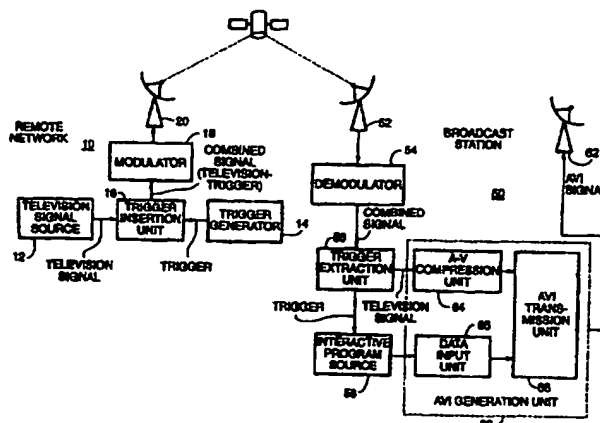 20
52
62
REMOTE
NETWORK
10
18
MODULATOR
COMBINED
SIGNAL
(TELEVISION-
TRIGGER)
16
TELEVISION
SIGNAL SOURCE
12
TELEVISION
SIGNAL
TRIGGER
INSERTION
UNIT
TRIGGER
TRIGGER
GENERATOR
14
BROADCAST
STATION
50
54
DEMODULATOR
COMBINED
SIGNAL
AVI
SIGNAL
TRIGGER
EXTRACTION
UNIT
TELEVISION
SIGNAL
A-V
COMPRESSION
UNIT
64
AVI
TRANS-
MISSION
UNIT
66
TRIGGER
INTERACTIVE
PROGRAM
SOURCE
58
65
DATA
INPUT
UNIT
AVI GENERATION UNIT